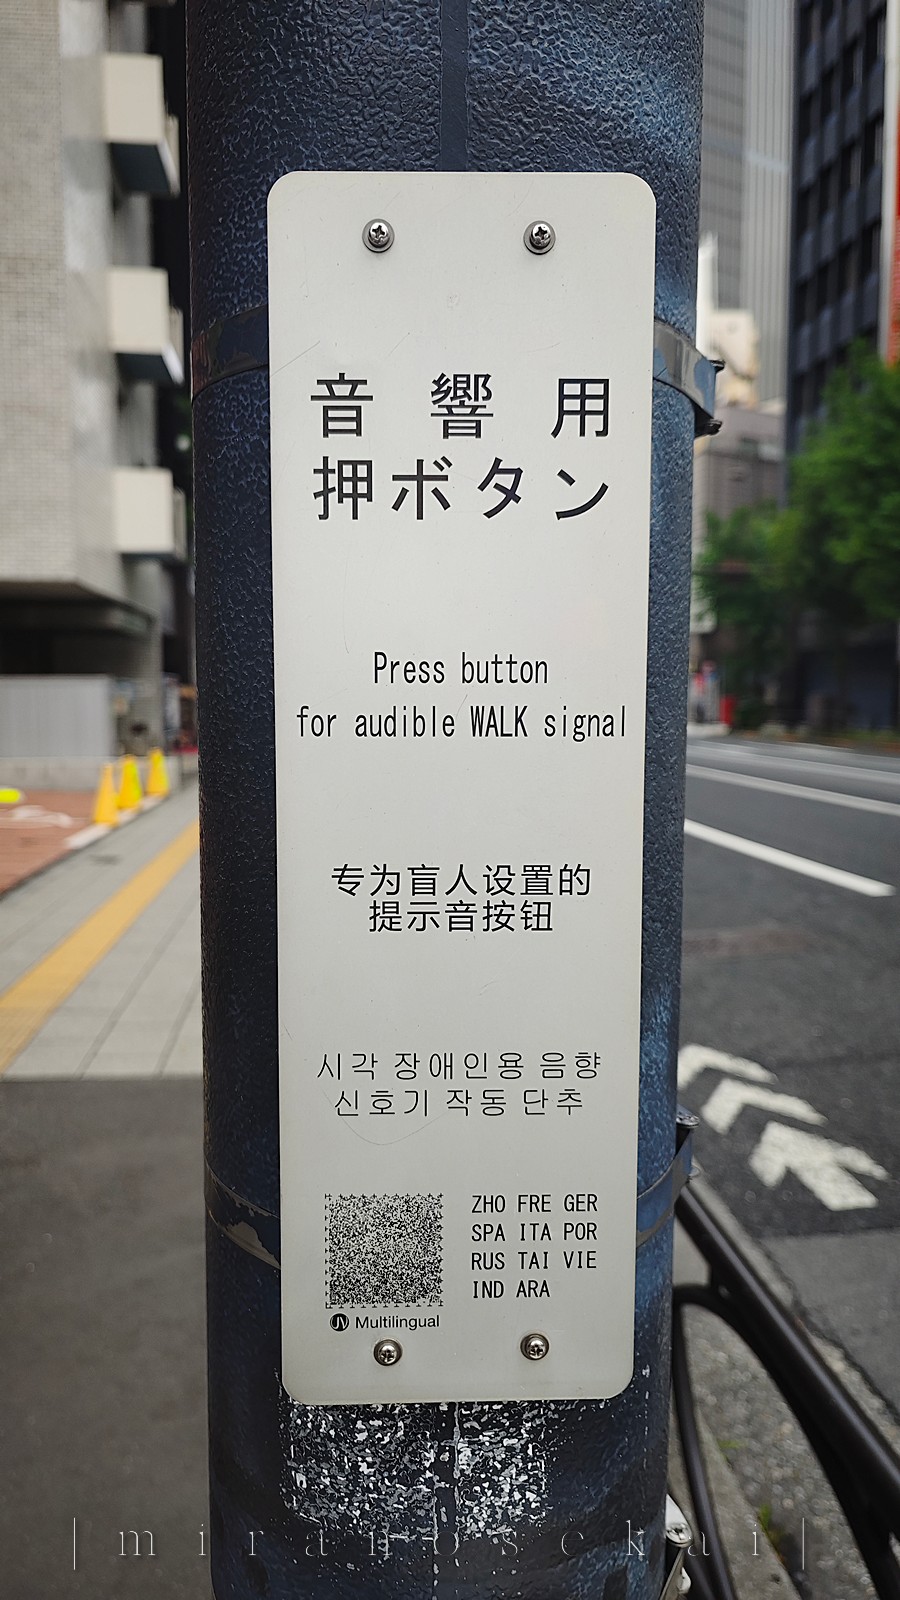 音響用
押ボタン
Press button
for audible WALK signal
专为盲人设置的
提示音按钮
시각 장애인용 음향
신호기 작동 단추
ZHO FRE GER
SPA ITA POR
RUS TAI VIE
IND ARA
UV Multilingual
| m i r a n o s e k a i |